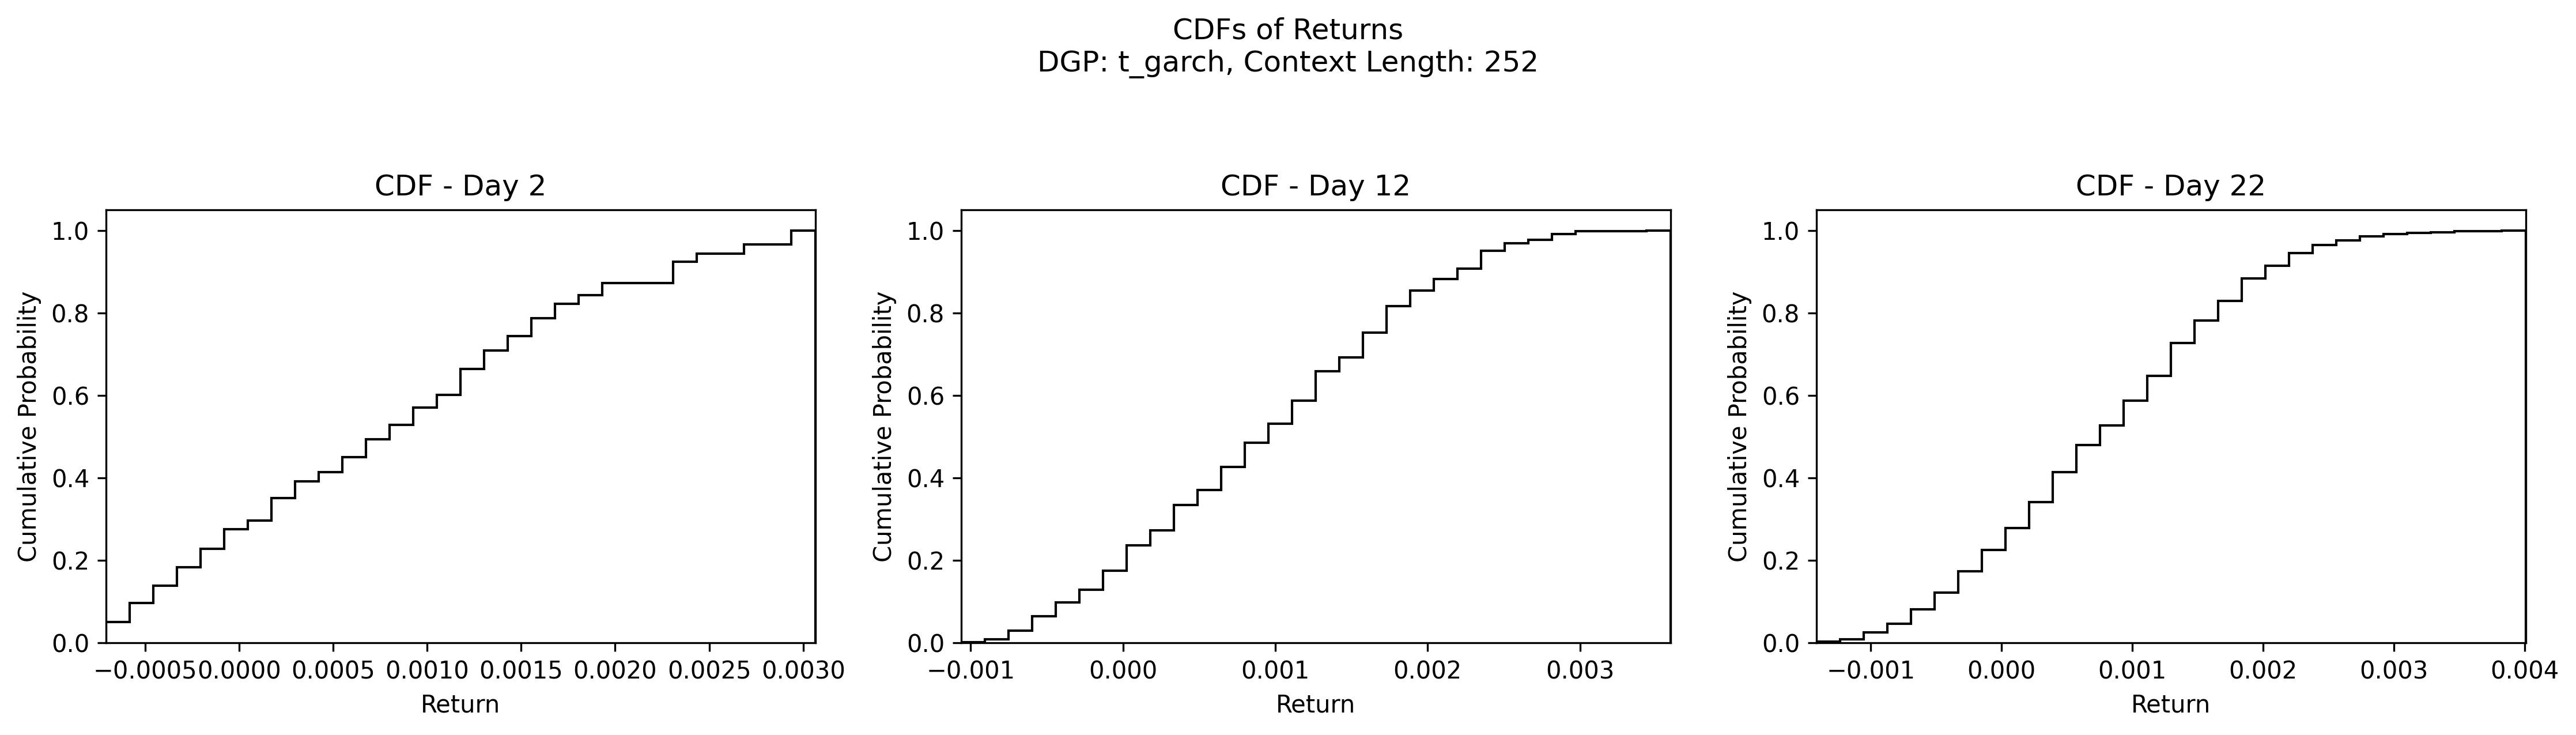 CDFs of Returns
DGP: t_garch, Context Length: 252
CDF - Day 2
Cumulative Probability
1.0
0.8
0.6
0.4
0.2
0.0
−0.0005 0.0000 0.0005 0.0010 0.0015 0.0020 0.0025 0.0030
Return
CDF - Day 12
Cumulative Probability
1.0
0.8
0.6
0.4
0.2
0.0
−0.001 0.000 0.001 0.002 0.003
Return
CDF - Day 22
Cumulative Probability
1.0
0.8
0.6
0.4
0.2
0.0
−0.001 0.000 0.001 0.002 0.003 0.004
Return